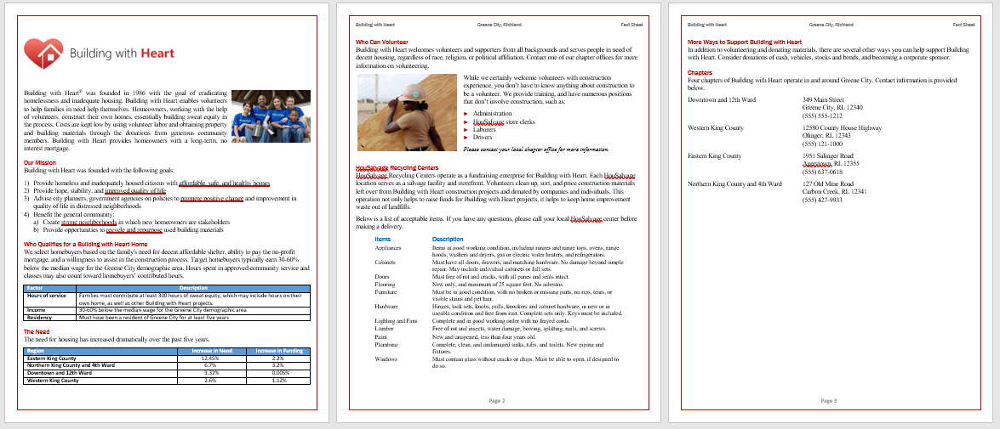 Building with Heart
Building with Heart® was founded in 1986 with the goal of eradicating
homelessness and inadequate housing. Building with Heart enables volunteers
to help families in need help themselves. Homeowners, working with the help
of volunteers, construct their own homes, essentially building sweat equity in
the process. Costs are kept low by using volunteer labor and obtaining property
and building materials through the donations from generous community
members. Building with Heart provides homeowners with a long-term, no
interest mortgage.
Our Mission
Building with Heart was founded with the following goals:
1) Provide homeless and inadequately housed citizens with affordable, safe, and healthy homes
2) Provide hope, stability, and improved quality of life
3) Advise city planners, government agencies on policies to promote positive change and improvement in
quality of life in distressed neighborhoods
4) Benefit the general community:
a) Create strong neighborhoods in which new homeowners are stakeholders
b) Provide opportunities to recycle and repurpose used building materials
Who Qualifies for a Building with Heart Home
We select homebuyers based on the family's need for decent affordable shelter, ability to pay the no-profit
mortgage, and a willingness to assist in the construction process. Target homebuyers typically earn 30-60%
below the median wage for the Greene City demographic area. Hours spent in approved community service and
classes may also count toward homebuyers' contributed hours.
Factor Description
Hours of service Families must contribute at least 300 hours of sweat equity, which may include hours on their
own home, as well as other Building with Heart projects.
Income 30-60% below the median wage for the Greene City demographic area
Residency Must have been a resident of Greene City for at least five years
The Need
The need for housing has increased dramatically over the past five years.
Region Increase in Need Increase in Funding
Eastern King County 12.45% 2.2%
Northern King County and 4th Ward 6.7% 3.2%
Downtown and 12th Ward 3.32% 0.005%
Western King County 2.6% 1.12%
Building with Heart Greene City, Richland Fact Sheet
Who Can Volunteer
Building with Heart welcomes volunteers and supporters from all backgrounds and serves people in need of
decent housing, regardless of race, religion, or political affiliation. Contact one of our chapter offices for more
information on volunteering.
While we certainly welcome volunteers with construction
experience, you don't have to know anything about construction to
be a volunteer. We provide training, and have numerous positions
that don't involve construction, such as:
Administration
HouSalvage store clerks
Laborers
Drivers
Please contact your local chapter office for more information.
HouSalvage Recycling Centers
HouSalvage Recycling Centers operate as a fundraising enterprise for Building with Heart. Each HouSalvage
location serves as a salvage facility and storefront. Volunteers clean up, sort, and price construction materials
left over from Building with Heart construction projects and donated by companies and individuals. This
operation not only helps to raise funds for Building with Heart projects, it helps to keep home improvement
waste out of landfills.
Below is a list of acceptable items. If you have any questions, please call your local HouSalvage center before
making a delivery.
Items Description
Appliances Items in good working condition, including ranges and range tops, ovens, range
hoods, washers and dryers, gas or electric water heaters, and refrigerators.
Cabinets Must have all doors, drawers, and matching hardware. No damage beyond simple
repair. May include individual cabinets or full sets.
Doors Must free of rot and cracks, with all panes and seals intact.
Flooring New only, and minimum of 25 square feet. No asbestos.
Furniture Must be in good condition, with no broken or missing parts, no rips, tears, or
visible stains and pet hair.
Hardware Hinges, lock sets, knobs, pulls, knockers and cabinet hardware, in new or in
useable condition and free from rust. Complete sets only. Keys must be included.
Lighting and Fans Complete and in good working order with no frayed cords.
Lumber Free of rot and insects, water damage, bowing, splitting, nails, and screws.
Paint New and unopened, less than four years old.
Plumbing Complete, clean, and undamaged sinks, tubs, and toilets. New piping and
fixtures.
Windows Must contain glass without cracks or chips. Must be able to open, if designed to
do so.
Page 2
Building with Heart Greene City, Richland Fact Sheet
More Ways to Support Building with Heart
In addition to volunteering and donating materials, there are several other ways you can help support Building
with Heart. Consider donations of cash, vehicles, stocks and bonds, and becoming a corporate sponsor.
Chapters
Four chapters of Building with Heart operate in and around Greene City. Contact information is provided
below.
Downtown and 12th Ward 349 Main Street
Greene City, RL 12340
(555) 555-1212
Western King County 12580 County House Highway
Olinger, RL 12343
(555) 121-1000
Eastern King County 1951 Salinger Road
Agerstown, RL 12355
(555) 637-0618
Northern King County and 4th Ward 127 Old Mine Road
Carbon Creek, RL 12341
(555) 427-9933
Page 3